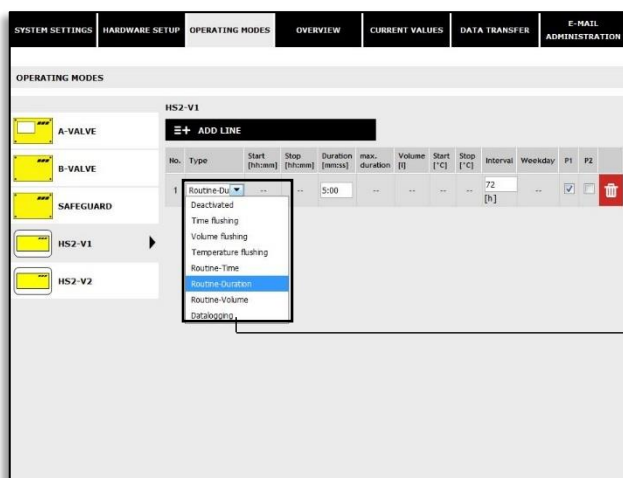 SYSTEM SETTINGS HARDWARE SETUP OPERATING MODES OVERVIEW CURRENT VALUES DATA TRANSFER E-MAIL ADMINISTRATION
OPERATING MODES
HS2-V1
A-VALVE
B-VALVE
SAFEGUARD
HS2-V1
HS2-V2
ADD LINE
No. Type Start [hh:mm] Stop [hh:mm] Duration [mm:ss] max. duration Volume [l] Start [°C] Stop [°C] Interval Weekday P1 P2
1 Routine-Du -- -- 5:00 -- -- -- -- 72 [h] --
Deactivated
Time flushing
Volume flushing
Temperature flushing
Routine-Time
Routine-Duration
Routine-Volume
Datalogging